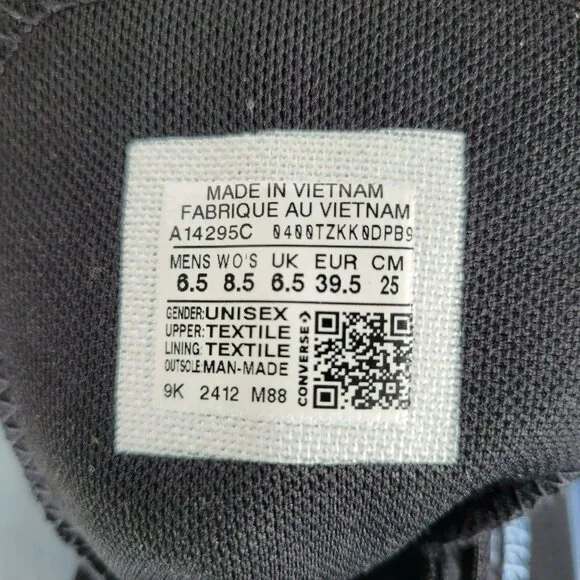 MADE IN VIETNAM
FABRIQUE AU VIETNAM
A14295C 0400TZKK0DPB9
MENS WO'S UK EUR CM
6.5 8.5 6.5 39.5 25
GENDER: UNISEX
UPPER: TEXTILE
LINING: TEXTILE
OUTSOLE: MAN-MADE
9K 2412 M88
CONVERSE